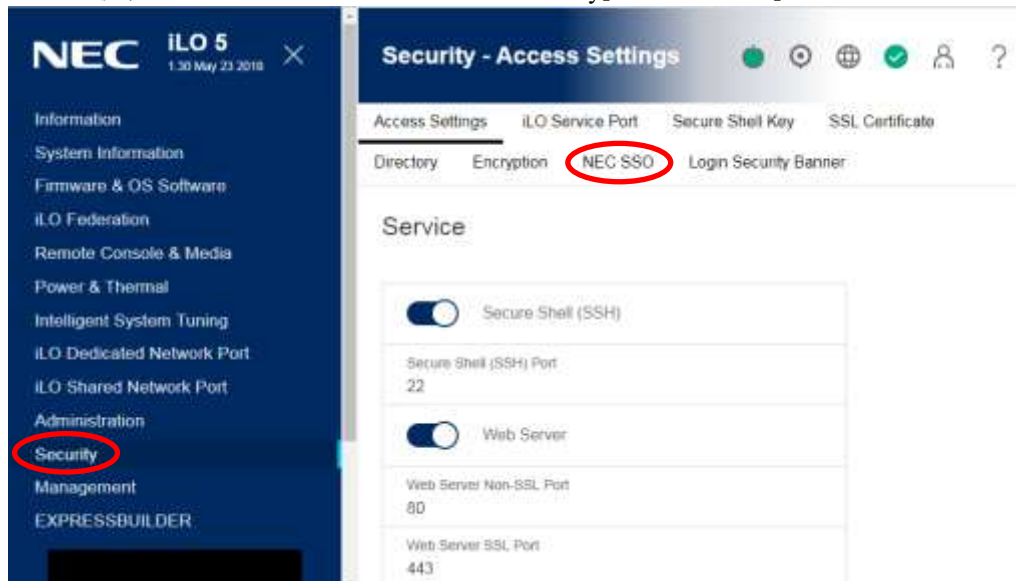 NEC iLO 5
1.30 May 23 2018
Information
System Information
Firmware & OS Software
iLO Federation
Remote Console & Media
Power & Thermal
Intelligent System Tuning
iLO Dedicated Network Port
iLO Shared Network Port
Administration
Security
Management
EXPRESSBUILDER
Security - Access Settings
?
Access Settings iLO Service Port Secure Shell Key SSL Certificate
Directory Encryption NEC SSO Login Security Banner
Service
Secure Shell (SSH)
Secure Shell (SSH) Port
22
Web Server
Web Server Non-SSL Port
80
Web Server SSL Port
443